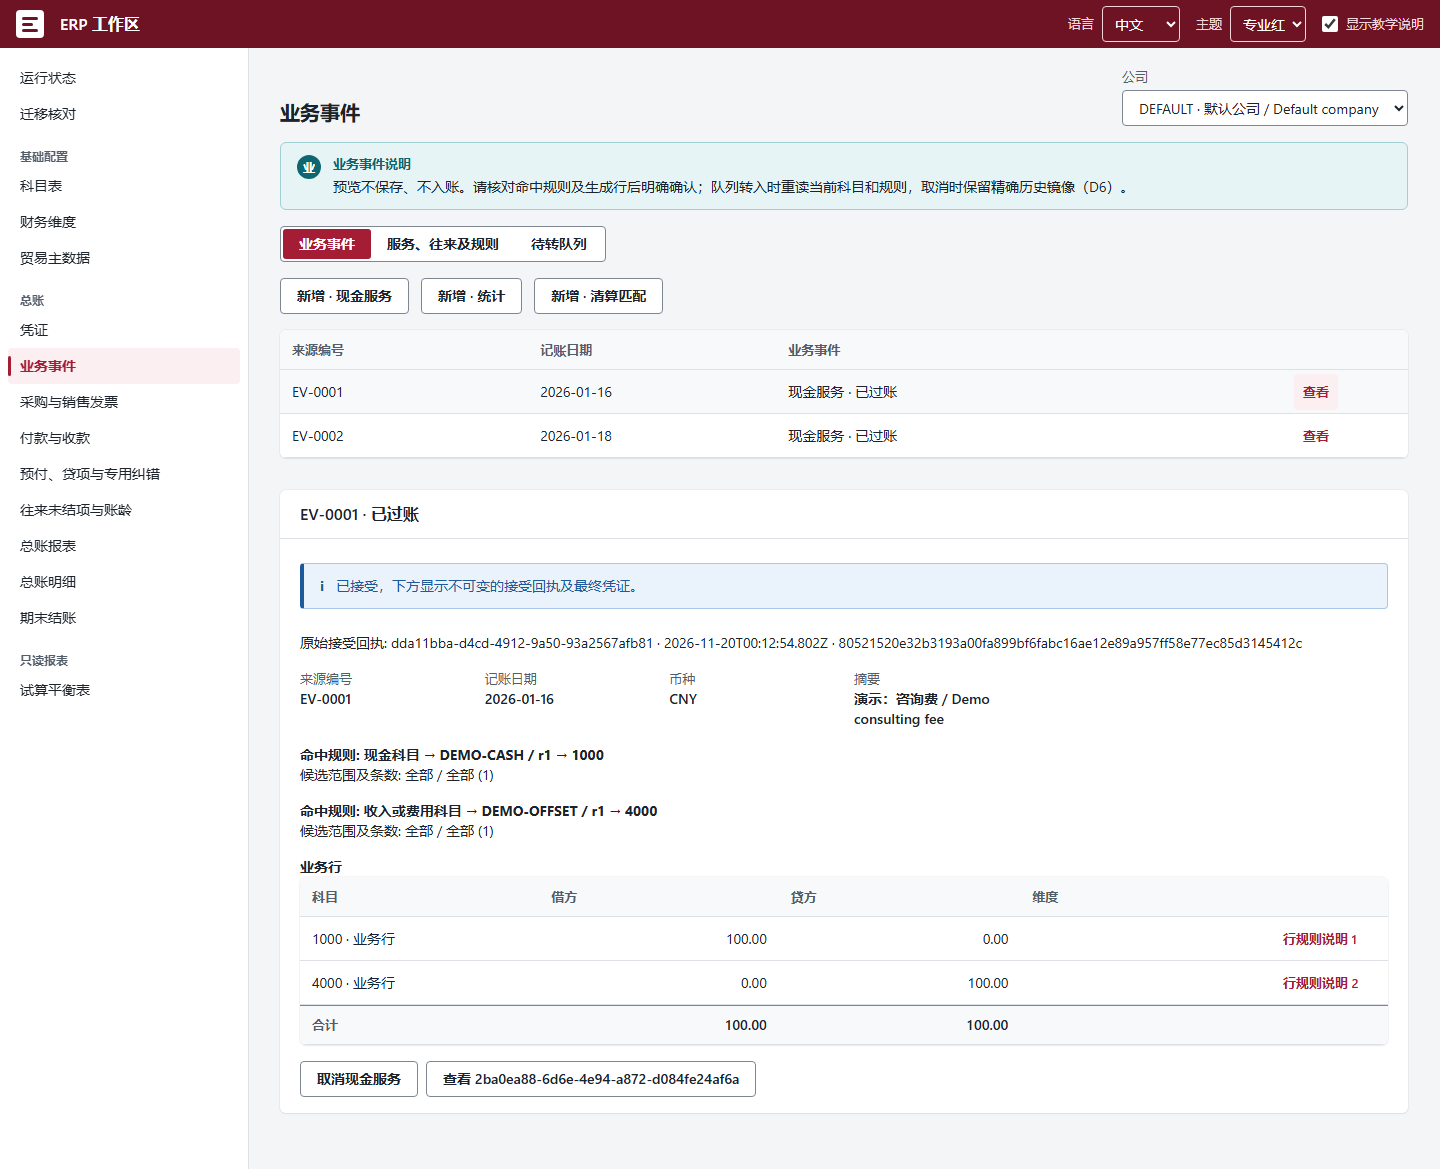 ERP 工作区
语言 中文 主题 专业红 显示教学说明
运行状态
迁移核对
基础配置
科目表
财务维度
贸易主数据
总账
凭证
业务事件
采购与销售发票
付款与收款
预付、贷项与专用纠错
往来未结项与账龄
总账报表
总账明细
期末结账
只读报表
试算平衡表
业务事件
公司
DEFAULT · 默认公司 / Default company
业 业务事件说明
预览不保存、不入账。请核对命中规则及生成行后明确确认；队列转入时重读当前科目和规则，取消时保留精确历史镜像（D6）。
业务事件 服务、往来及规则 待转队列
新增 · 现金服务 新增 · 统计 新增 · 清算匹配
来源编号 记账日期 业务事件
EV-0001 2026-01-16 现金服务 · 已过账 查看
EV-0002 2026-01-18 现金服务 · 已过账 查看
EV-0001 · 已过账
i 已接受，下方显示不可变的接受回执及最终凭证。
原始接受回执: dda11bba-d4cd-4912-9a50-93a2567afb81 · 2026-11-20T00:12:54.802Z · 80521520e32b3193a00fa899bf6fabc16ae12e89a957ff58e77ec85d3145412c
来源编号 记账日期 币种 摘要
EV-0001 2026-01-16 CNY 演示：咨询费 / Demo
consulting fee
命中规则: 现金科目 → DEMO-CASH / r1 → 1000
候选范围及条数: 全部 / 全部 (1)
命中规则: 收入或费用科目 → DEMO-OFFSET / r1 → 4000
候选范围及条数: 全部 / 全部 (1)
业务行
科目 借方 贷方 维度
1000 · 业务行 100.00 0.00 行规则说明 1
4000 · 业务行 0.00 100.00 行规则说明 2
合计 100.00 100.00
取消现金服务 查看 2ba0ea88-6d6e-4e94-a872-d084fe24af6a